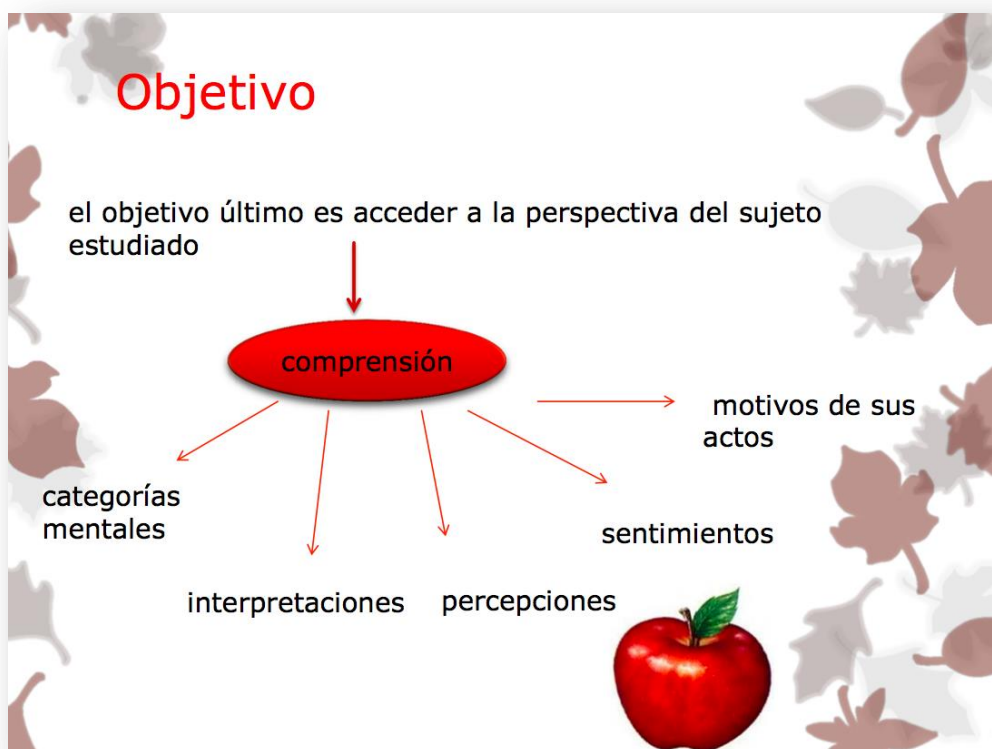 Objetivo
el objetivo último es acceder a la perspectiva del sujeto
estudiado
comprensión
motivos de sus
actos
categorías
mentales
sentimientos
interpretaciones
percepciones